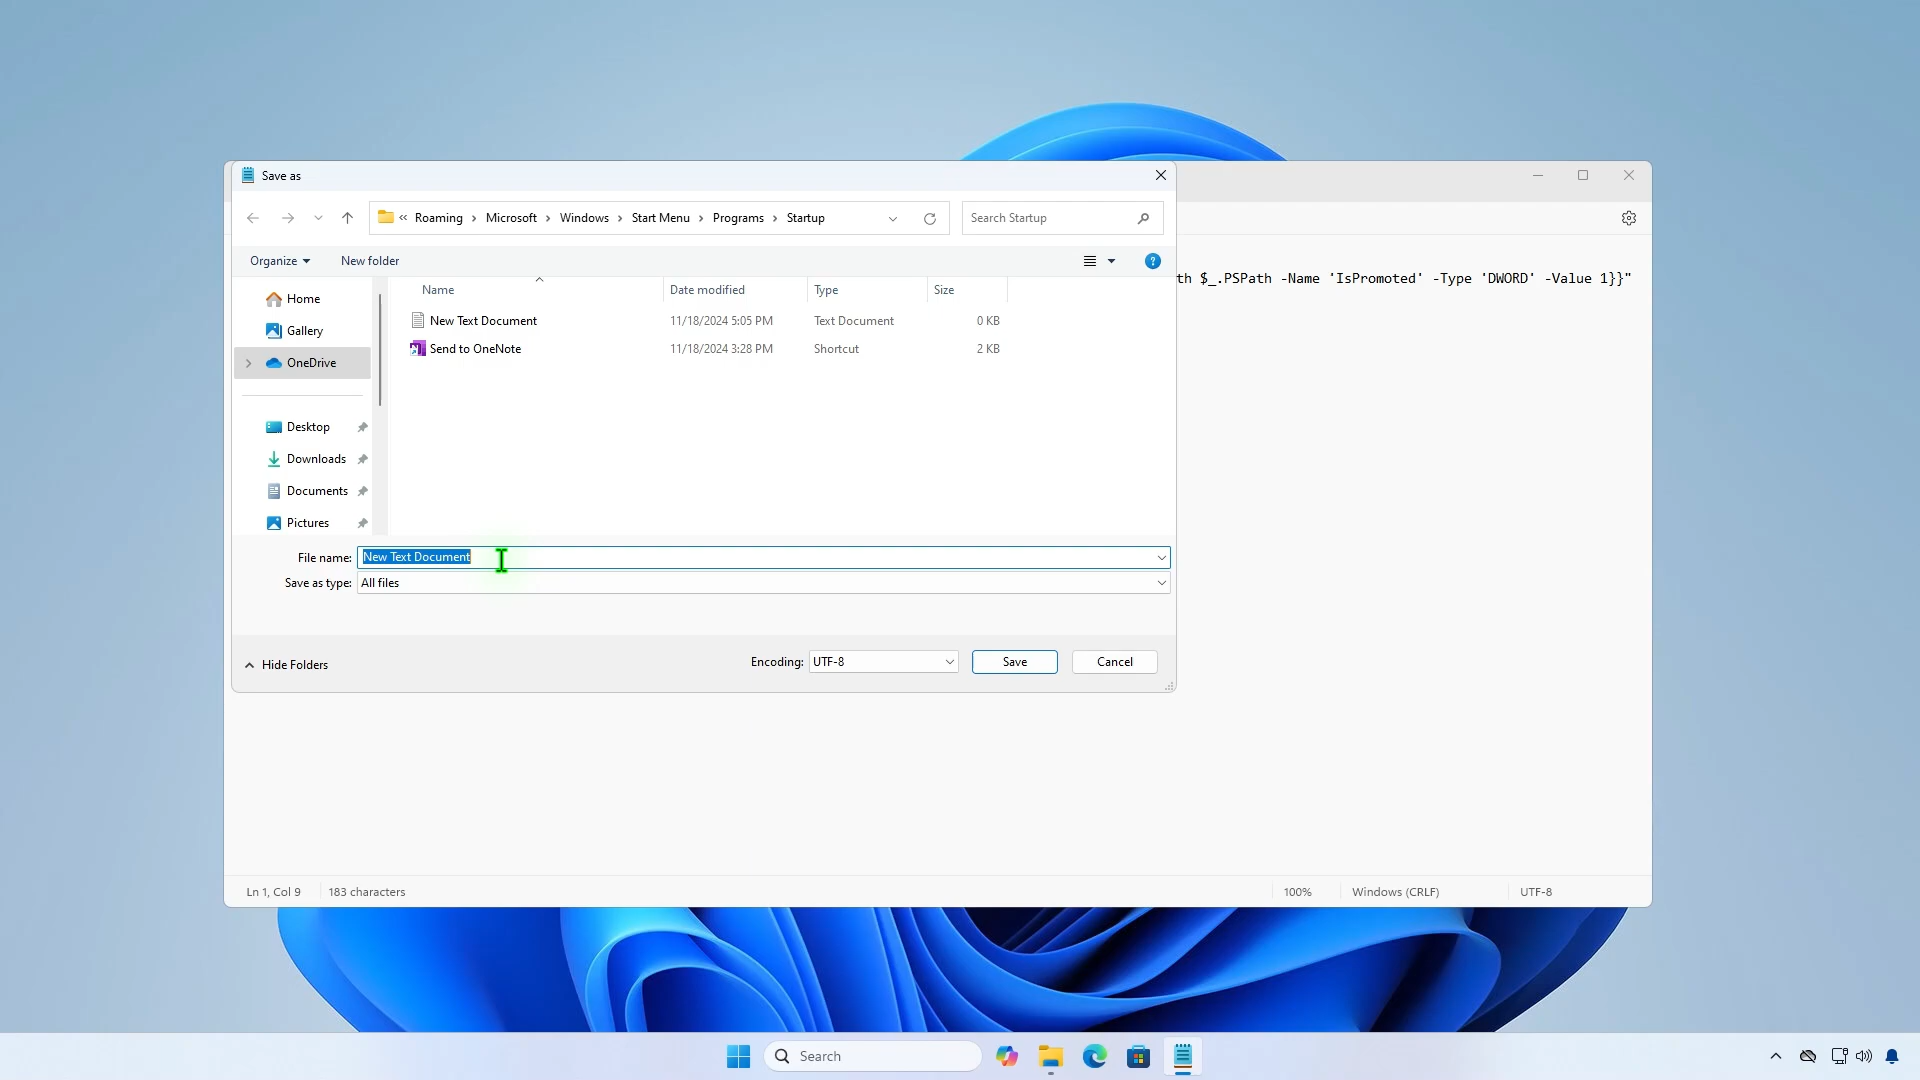 Save as
« Roaming > Microsoft > Windows > Start Menu > Programs > Startup
Search Startup
Organize
New folder
?
th $_.PSPath -Name 'IsPromoted' -Type 'DWORD' -Value 1}}"
Home
Gallery
OneDrive
Desktop
Downloads
Documents
Pictures
Name Date modified Type Size
New Text Document 11/18/2024 5:05 PM Text Document 0 KB
Send to OneNote 11/18/2024 3:28 PM Shortcut 2 KB
File name: New Text Document
Save as type: All files
Hide Folders
Encoding: UTF-8
Save
Cancel
Ln 1, Col 9
183 characters
100%
Windows (CRLF)
UTF-8
Search